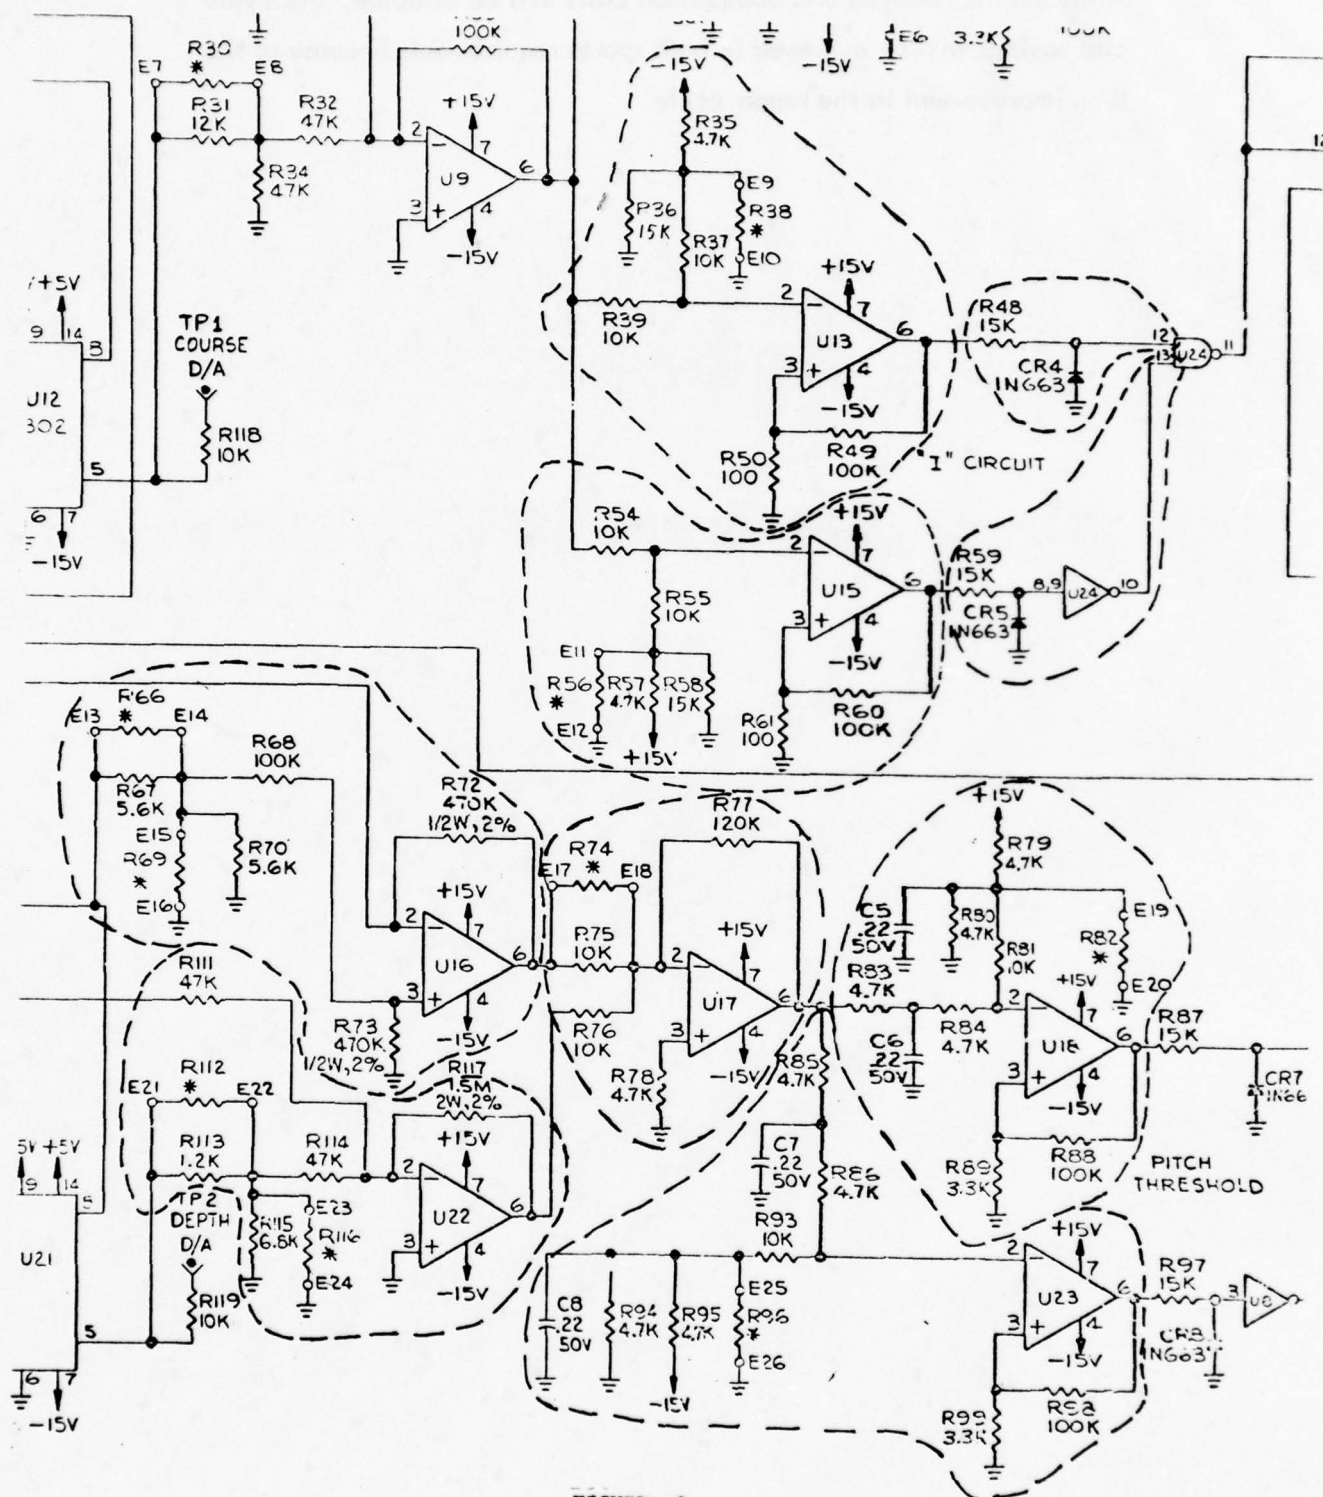 100K
3.3K
E6
-15V
100K
R30
*
E7
E8
R31
12K
R32
47K
R34
47K
+15V
2
-
7
U9
6
3
+
4
-15V
-15V
R35
4.7K
R36
15K
E9
R38
*
E10
R37
10K
R39
10K
+15V
2
-
7
U13
6
3
+
4
-15V
R50
100
R49
100K
R48
15K
CR4
1N663
12
13
U24
11
12
"I" CIRCUIT
+5V
9
14
8
U12
302
5
6
7
-15V
TP1
COURSE
D/A
R118
10K
R54
10K
R55
10K
E11
R56
*
E12
R57
4.7K
R58
15K
+15V
+15V
2
-
7
U15
6
3
+
4
-15V
R61
100
R60
100K
R59
15K
CR5
1N663
8,9
U24
10
R66
*
E13
E14
R67
5.6K
R68
100K
E15
R69
*
E16
R70
5.6K
R72
470K
1/2W,2%
+15V
2
-
7
U16
6
3
+
4
-15V
R73
470K
1/2W,2%
R74
*
E17
E18
R75
10K
R76
10K
R77
120K
+15V
2
-
7
U17
6
3
+
4
-15V
R78
4.7K
+15V
R79
4.7K
C5
.22
50V
R80
4.7K
R81
10K
E19
R82
*
E20
R83
4.7K
C6
.22
50V
R84
4.7K
+15V
2
-
7
U18
6
3
+
4
-15V
R87
15K
CR7
1N66
R89
3.3K
R88
100K
PITCH
THRESHOLD
R85
4.7K
C7
.22
50V
R86
4.7K
R111
47K
R112
*
E21
E22
R113
1.2K
R114
47K
R117
1.5M
2W,2%
+15V
2
-
7
U22
6
3
+
4
-15V
TP2
DEPTH
D/A
R115
6.8K
E23
R116
*
E24
R119
10K
5V
+5V
9
14
8
U21
5
6
7
-15V
R93
10K
C8
.22
50V
R94
4.7K
R95
4.7K
-15V
E25
R96
*
E26
+15V
2
-
7
U23
6
3
+
4
-15V
R97
15K
CR8
1N663
3
U8
R99
3.3K
R98
100K